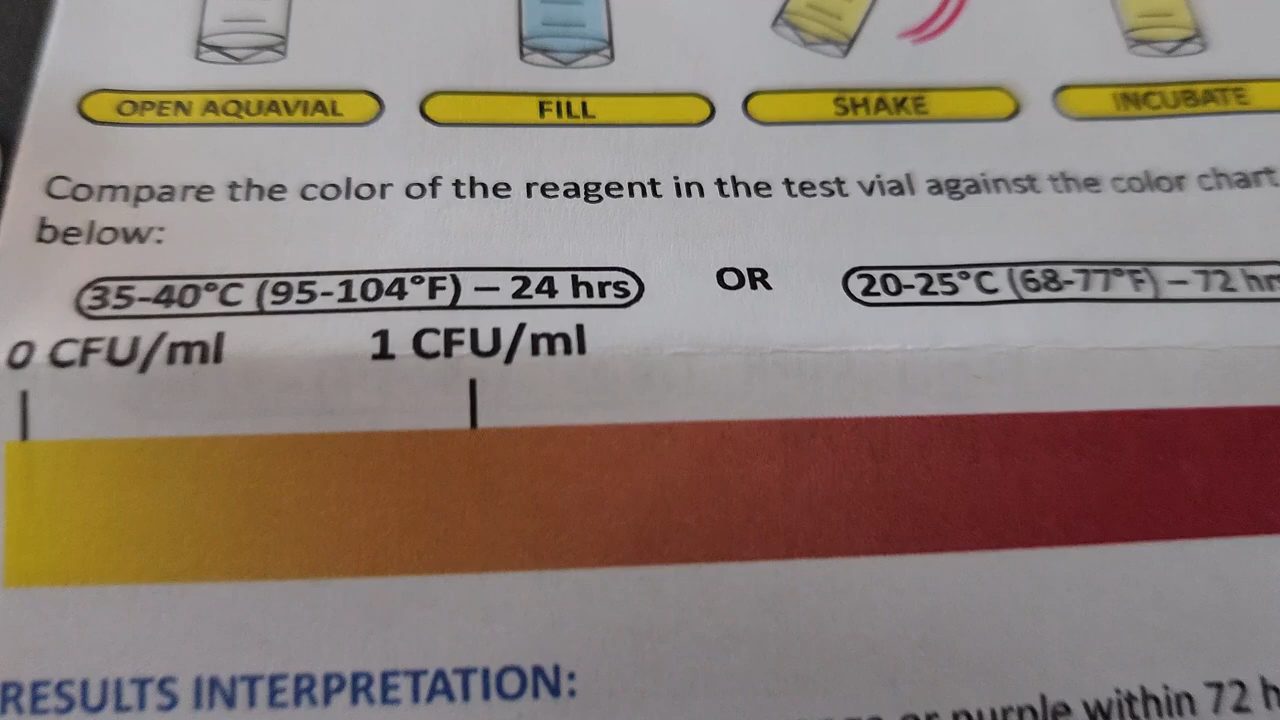 OPEN AQUAVIAL FILL SHAKE INCUBATE
Compare the color of the reagent in the test vial against the color chart
below:
35-40°C (95-104°F) – 24 hrs OR 20-25°C (68-77°F) – 72 hr
0 CFU/ml 1 CFU/ml
RESULTS INTERPRETATION:
or purple within 72 h